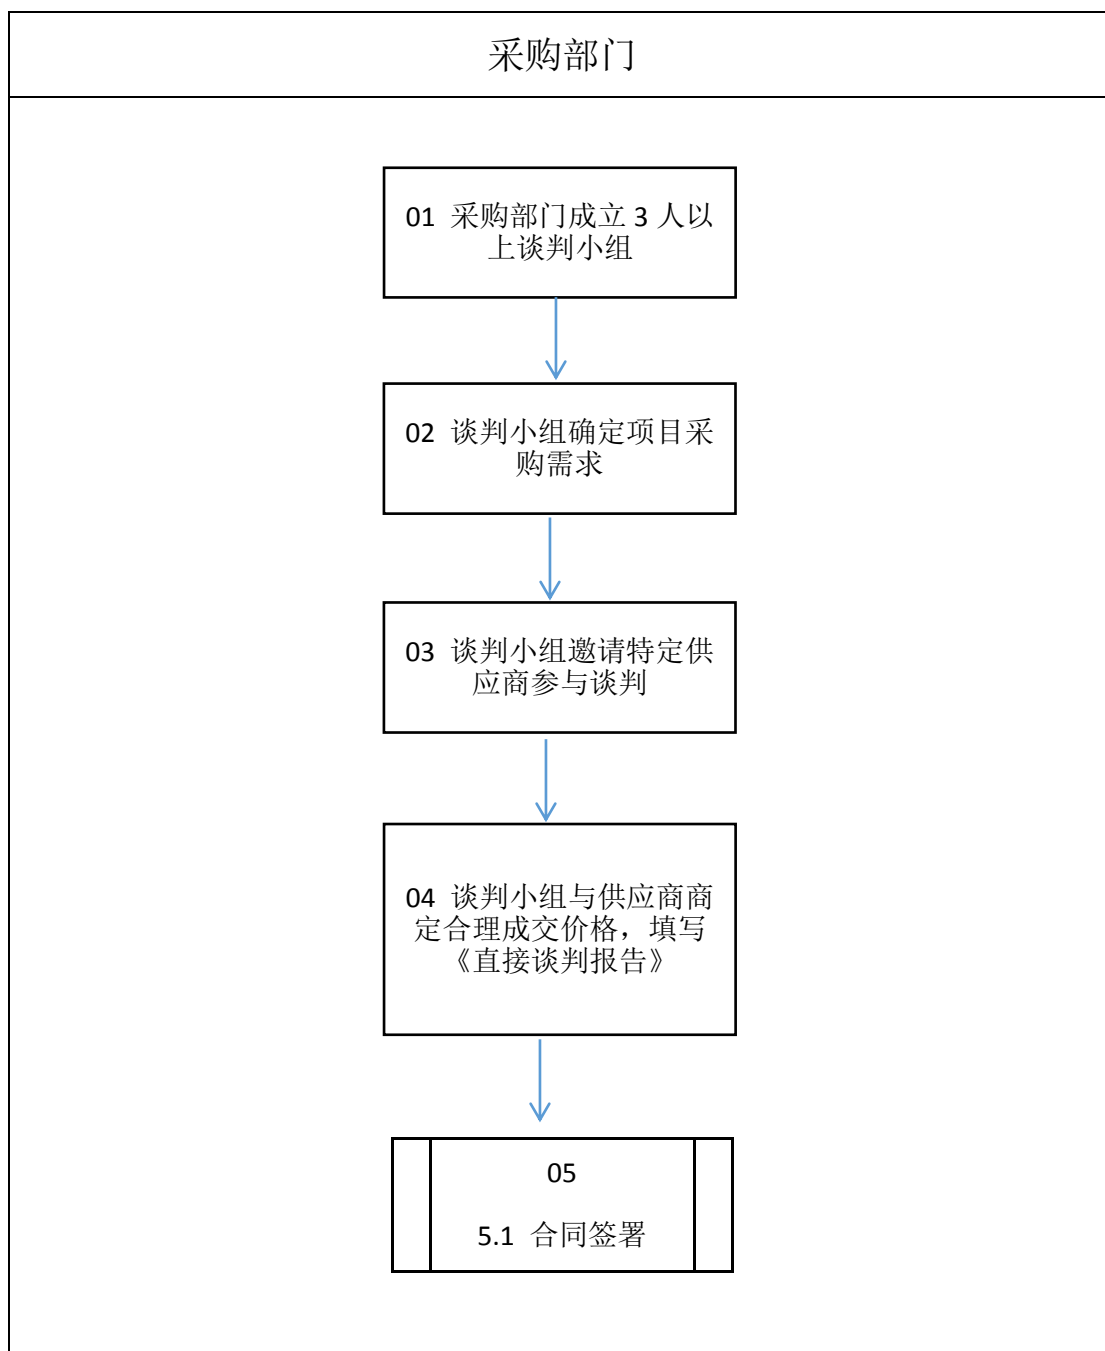 采购部门
01 采购部门成立 3 人以
上谈判小组
02 谈判小组确定项目采
购需求
03 谈判小组邀请特定供
应商参与谈判
04 谈判小组与供应商商
定合理成交价格，填写
《直接谈判报告》
05
5.1 合同签署